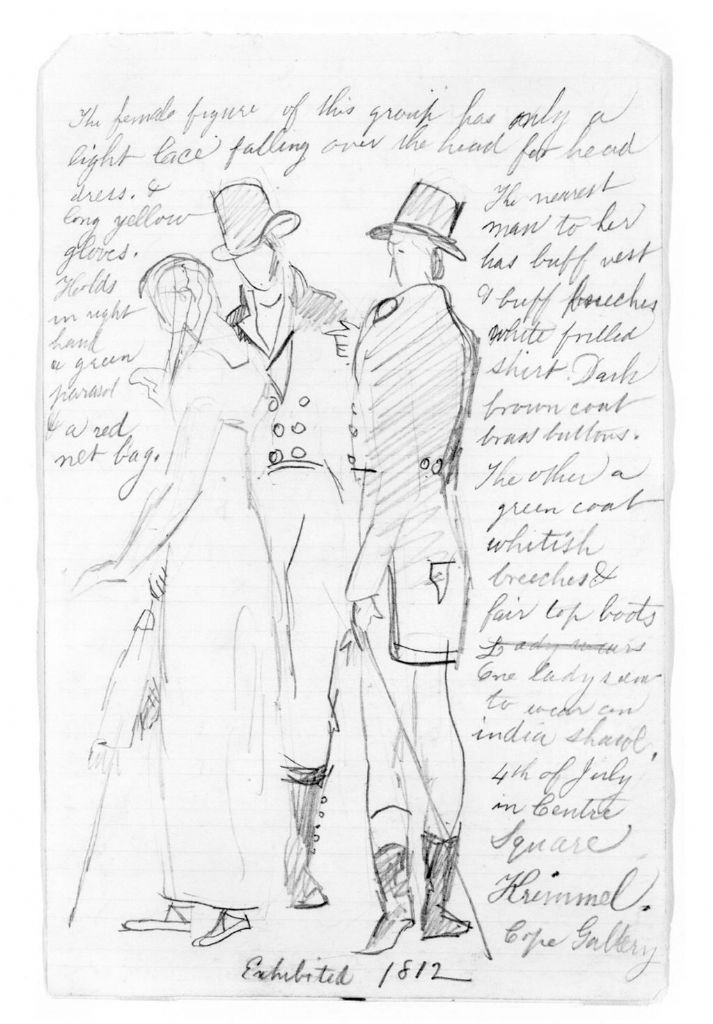 The female figure of this group has only a
light lace falling over the head for head
dress. &
long yellow
gloves.
Holds
in right
hand
a green
parasol
& a red
net bag.
The nearest
man to her
has buff vest
& buff breeches
white frilled
shirt. Dark
brown coat
brass buttons.
The other a
green coat
whitish
breeches &
fair top boots
Lady wears
One lady seen
to wear an
india shawl.
4th of July
in Centre
Square
Krimmel.
Cope Gallery
Exhibited 1812